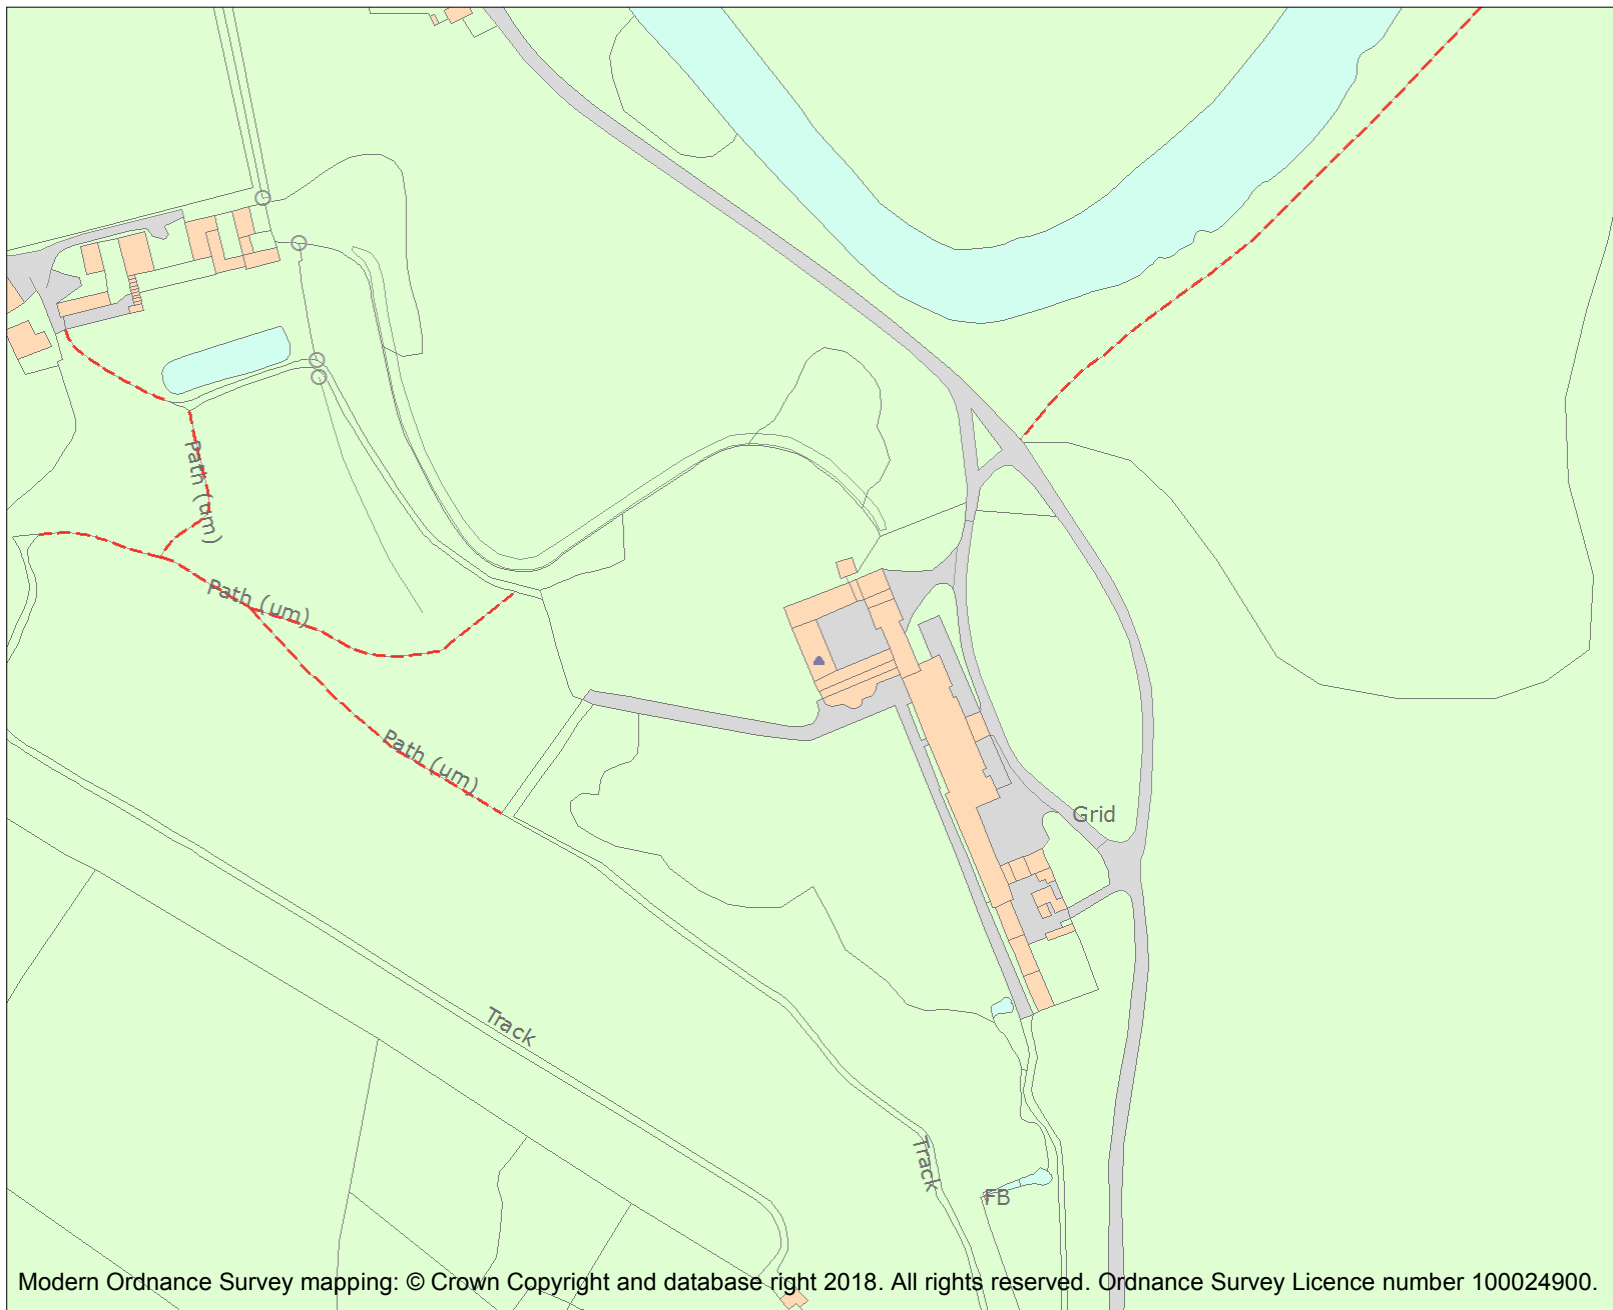 Path (um)
Path (um)
Path (um)
Grid
Track
Track
FB
Modern Ordnance Survey mapping: © Crown Copyright and database right 2018. All rights reserved. Ordnance Survey Licence number 100024900.